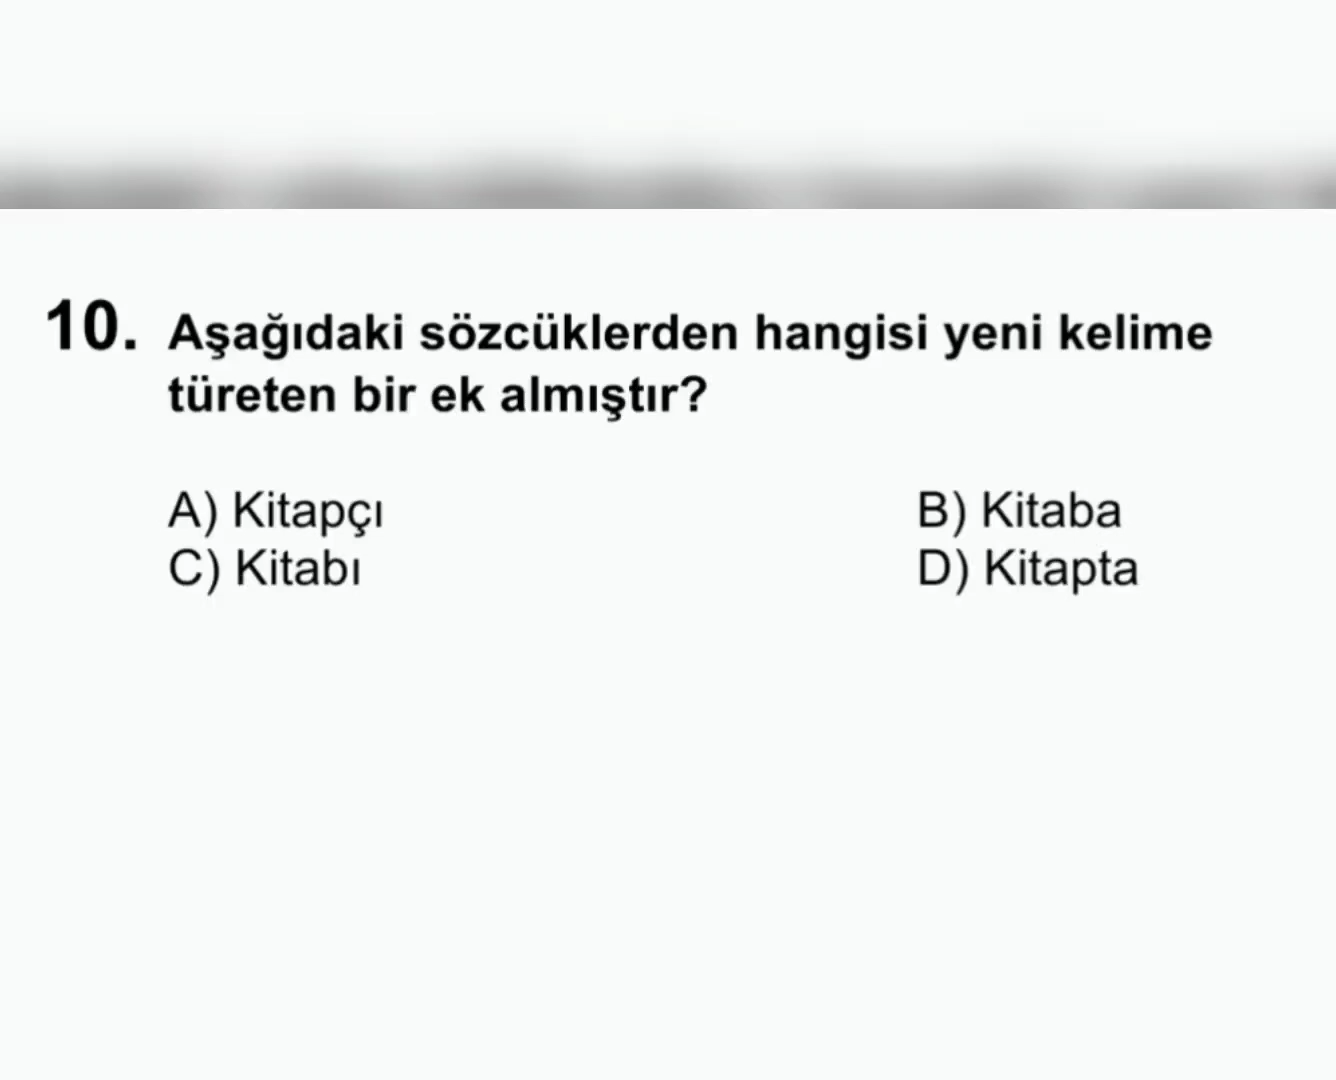 10. Aşağıdaki sözcüklerden hangisi yeni kelime
türeten bir ek almıştır?
A) Kitapçı B) Kitaba
C) Kitabı D) Kitapta